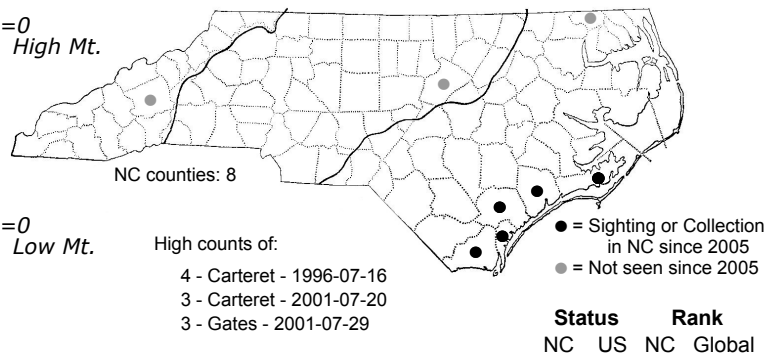 =0
High Mt.
NC counties: 8
=0
Low Mt.
High counts of:
4 - Carteret - 1996-07-16
3 - Carteret - 2001-07-20
3 - Gates - 2001-07-29
= Sighting or Collection
in NC since 2005
= Not seen since 2005
Status Rank
NC US NC Global